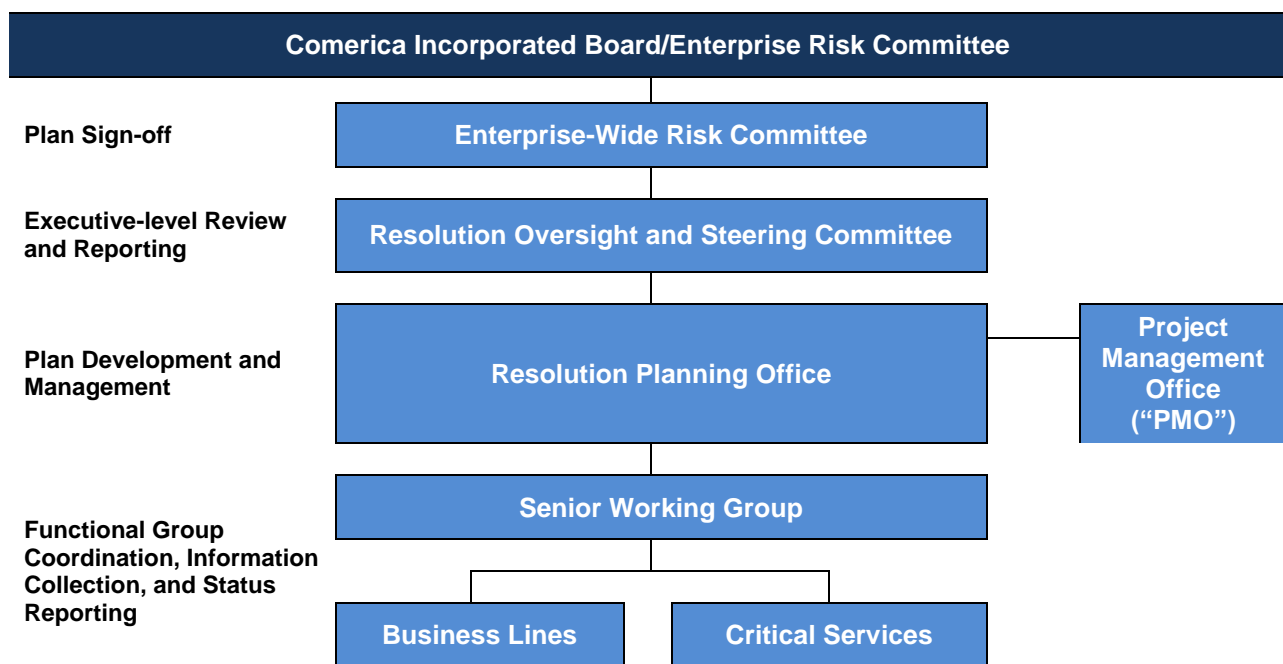 Comerica Incorporated Board/Enterprise Risk Committee
Plan Sign-off
Enterprise-Wide Risk Committee
Executive-level Review
and Reporting
Resolution Oversight and Steering Committee
Plan Development and
Management
Resolution Planning Office
Project
Management
Office
(“PMO”)
Functional Group
Coordination, Information
Collection, and Status
Reporting
Senior Working Group
Business Lines
Critical Services